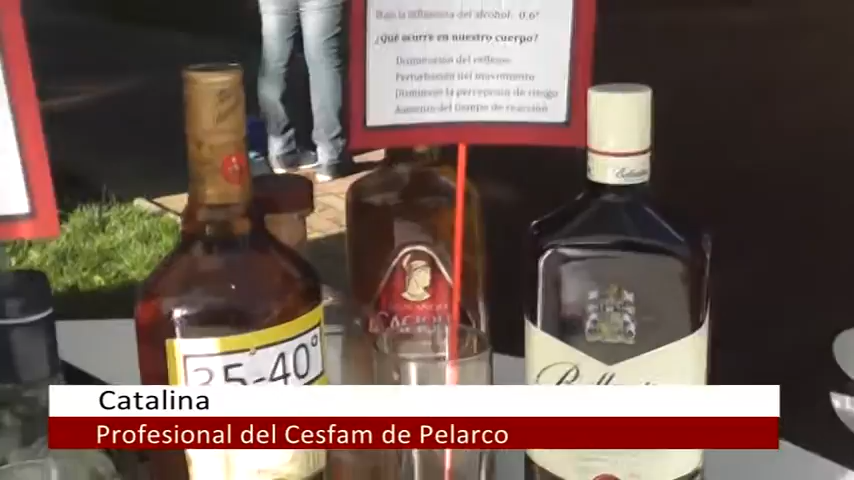 Bajo la influencia del alcohol: 0,6°
¿Qué ocurre en nuestro cuerpo?
Disminución del reflejo
Perturbación del movimiento
Disminuye la percepción de riesgo
Aumento del tiempo de reacción
Ballantine's
35-40°
Catalina
Profesional del Cesfam de Pelarco